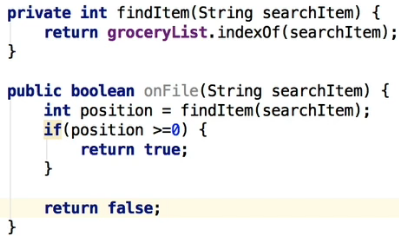 private int findItem(String searchItem) {
    return groceryList.indexOf(searchItem);
}

public boolean onFile(String searchItem) {
    int position = findItem(searchItem);
    if(position >=0) {
        return true;
    }

    return false;
}